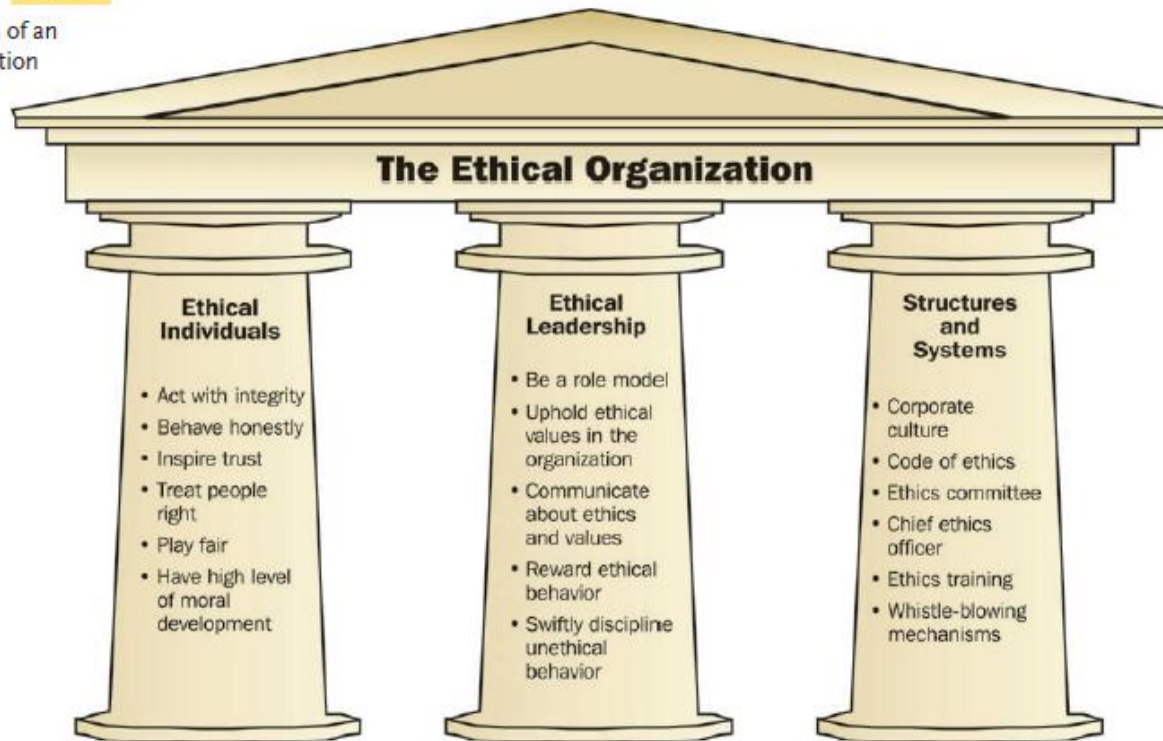 of an
tion
The Ethical Organization
Ethical
Individuals
• Act with integrity
• Behave honestly
• Inspire trust
• Treat people
right
• Play fair
• Have high level
of moral
development
Ethical
Leadership
• Be a role model
• Uphold ethical
values in the
organization
• Communicate
about ethics
and values
• Reward ethical
behavior
• Swiftly discipline
unethical
behavior
Structures
and
Systems
• Corporate
culture
• Code of ethics
• Ethics committee
• Chief ethics
officer
• Ethics training
• Whistle-blowing
mechanisms